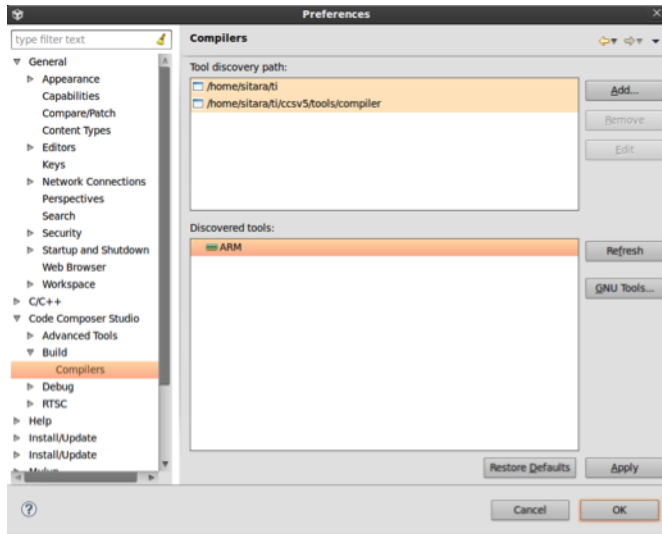 Preferences
type filter text
General
Appearance
Capabilities
Compare/Patch
Content Types
Editors
Keys
Network Connections
Perspectives
Search
Security
Startup and Shutdown
Web Browser
Workspace
C/C++
Code Composer Studio
Advanced Tools
Build
Compilers
Debug
RTSC
Help
Install/Update
Install/Update
Compilers
Tool discovery path:
/home/sitara/ti
/home/sitara/ti/ccsv5/tools/compiler
Add...
Remove
Edit
Discovered tools:
ARM
Refresh
GNU Tools...
Restore Defaults
Apply
Cancel
OK